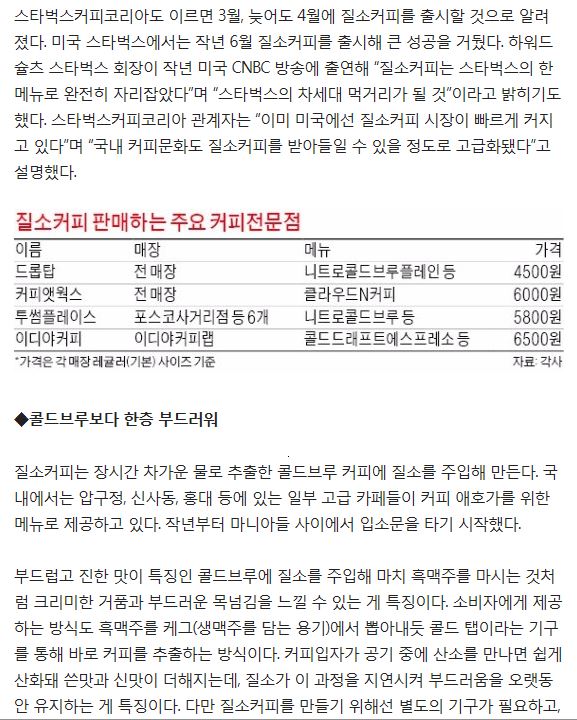 스타벅스커피코리아도 이르면 3월, 늦어도 4월에 질소커피를 출시할 것으로 알려
졌다. 미국 스타벅스에서는 작년 6월 질소커피를 출시해 큰 성공을 거뒀다. 하워드
슐츠 스타벅스 회장이 작년 미국 CNBC 방송에 출연해 “질소커피는 스타벅스의 한
메뉴로 완전히 자리잡았다”며 “스타벅스의 차세대 먹거리가 될 것”이라고 밝히기도
했다. 스타벅스커피코리아 관계자는 “이미 미국에선 질소커피 시장이 빠르게 커지
고 있다”며 “국내 커피문화도 질소커피를 받아들일 수 있을 정도로 고급화됐다”고
설명했다.
질소커피 판매하는 주요 커피전문점
이름 매장 메뉴 가격
드롭탑 전 매장 니트로콜드브루플레인 등 4500원
커피앳웍스 전 매장 클라우드N커피 6000원
투썸플레이스 포스코사거리점 등 6개 니트로콜드브루 등 5800원
이디야커피 이디야커피랩 콜드드래프트에스프레소 등 6500원
*가격은 각 매장 레귤러(기본) 사이즈 기준 자료: 각사
◆콜드브루보다 한층 부드러워
질소커피는 장시간 차가운 물로 추출한 콜드브루 커피에 질소를 주입해 만든다. 국
내에서는 압구정, 신사동, 홍대 등에 있는 일부 고급 카페들이 커피 애호가를 위한
메뉴로 제공하고 있다. 작년부터 마니아들 사이에서 입소문을 타기 시작했다.
부드럽고 진한 맛이 특징인 콜드브루에 질소를 주입해 마치 흑맥주를 마시는 것처
럼 크리미한 거품과 부드러운 목넘김을 느낄 수 있는 게 특징이다. 소비자에게 제공
하는 방식도 흑맥주를 케그(생맥주를 담는 용기)에서 뽑아내듯 콜드 탭이라는 기구
를 통해 바로 커피를 추출하는 방식이다. 커피입자가 공기 중에 산소를 만나면 쉽게
산화돼 쓴맛과 신맛이 더해지는데, 질소가 이 과정을 지연시켜 부드러움을 오랫동
안 유지하는 게 특징이다. 다만 질소커피를 만들기 위해선 별도의 기구가 필요하고,